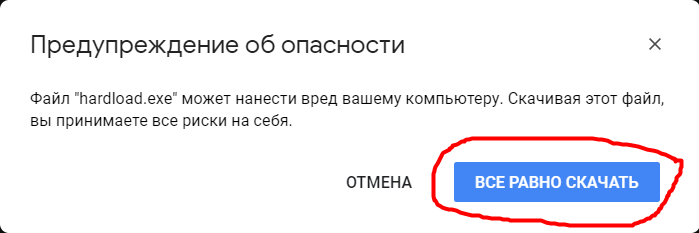 Предупреждение об опасности
Файл "hardload.exe" может нанести вред вашему компьютеру. Скачивая этот файл,
вы принимаете все риски на себя.
ОТМЕНА
ВСЕ РАВНО СКАЧАТЬ